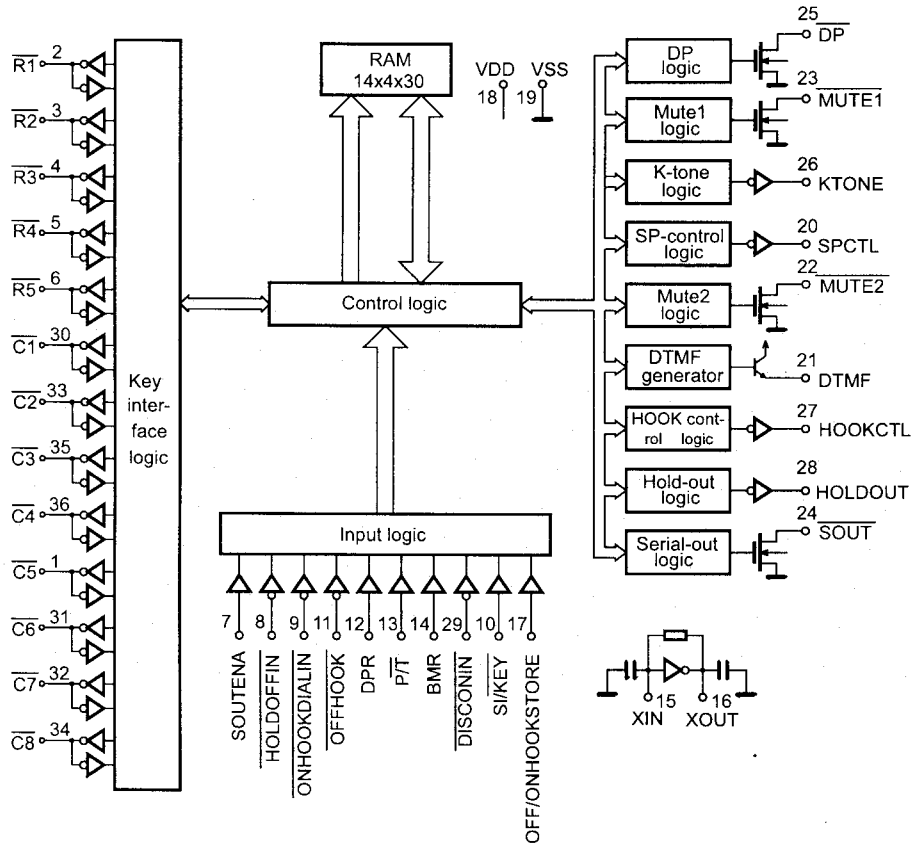 R1 2
R2 3
R3 4
R4 5
R5 6
C1 30
C2 33
C3 35
C4 36
C5 1
C6 31
C7 32
C8 34
Key
inter-
face
logic
RAM
14x4x30
VDD
18
VSS
19
Control logic
Input logic
7
8
9
11
12
13
14
29
10
17
SOUTENA
HOLDOFFIN
ONHOOKDIALIN
OFFHOOK
DPR
P/T
BMR
DISCONIN
SI/KEY
OFF/ONHOOKSTORE
DP
logic
25
DP
Mute1
logic
23
MUTE1
K-tone
logic
26
KTONE
SP-control
logic
20
SPCTL
Mute2
logic
22
MUTE2
DTMF
generator
21
DTMF
HOOK cont-
rol logic
27
HOOKCTL
Hold-out
logic
28
HOLDOUT
Serial-out
logic
24
SOUT
15
XIN
16
XOUT